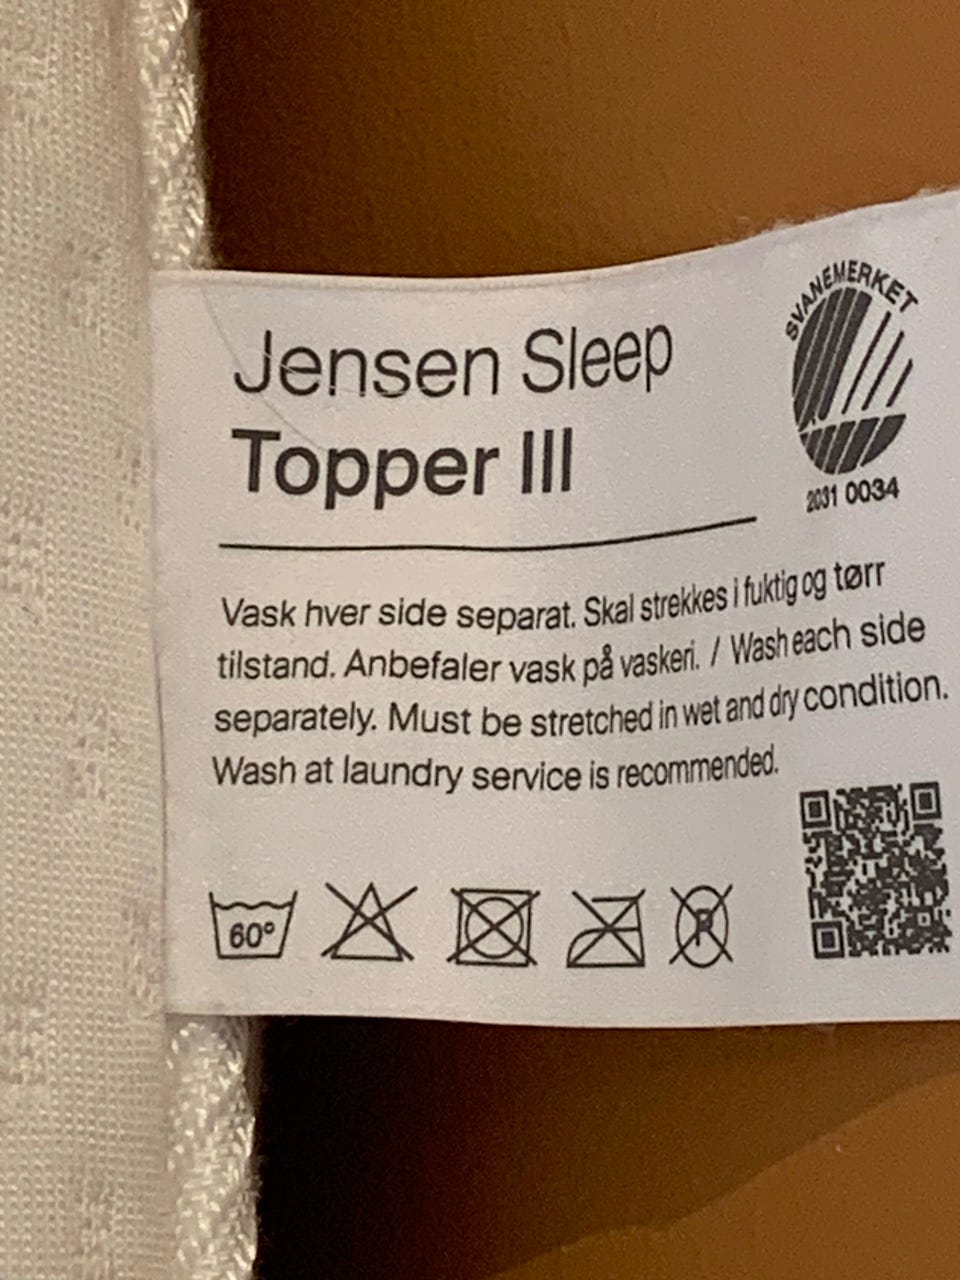 SVANEMERKET
Jensen Sleep
Topper III
2031 0034
Vask hver side separat. Skal strekkes i fuktig og tørr
tilstand. Anbefaler vask på vaskeri. / Wash each side
separately. Must be stretched in wet and dry condition.
Wash at laundry service is recommended.
60°
P